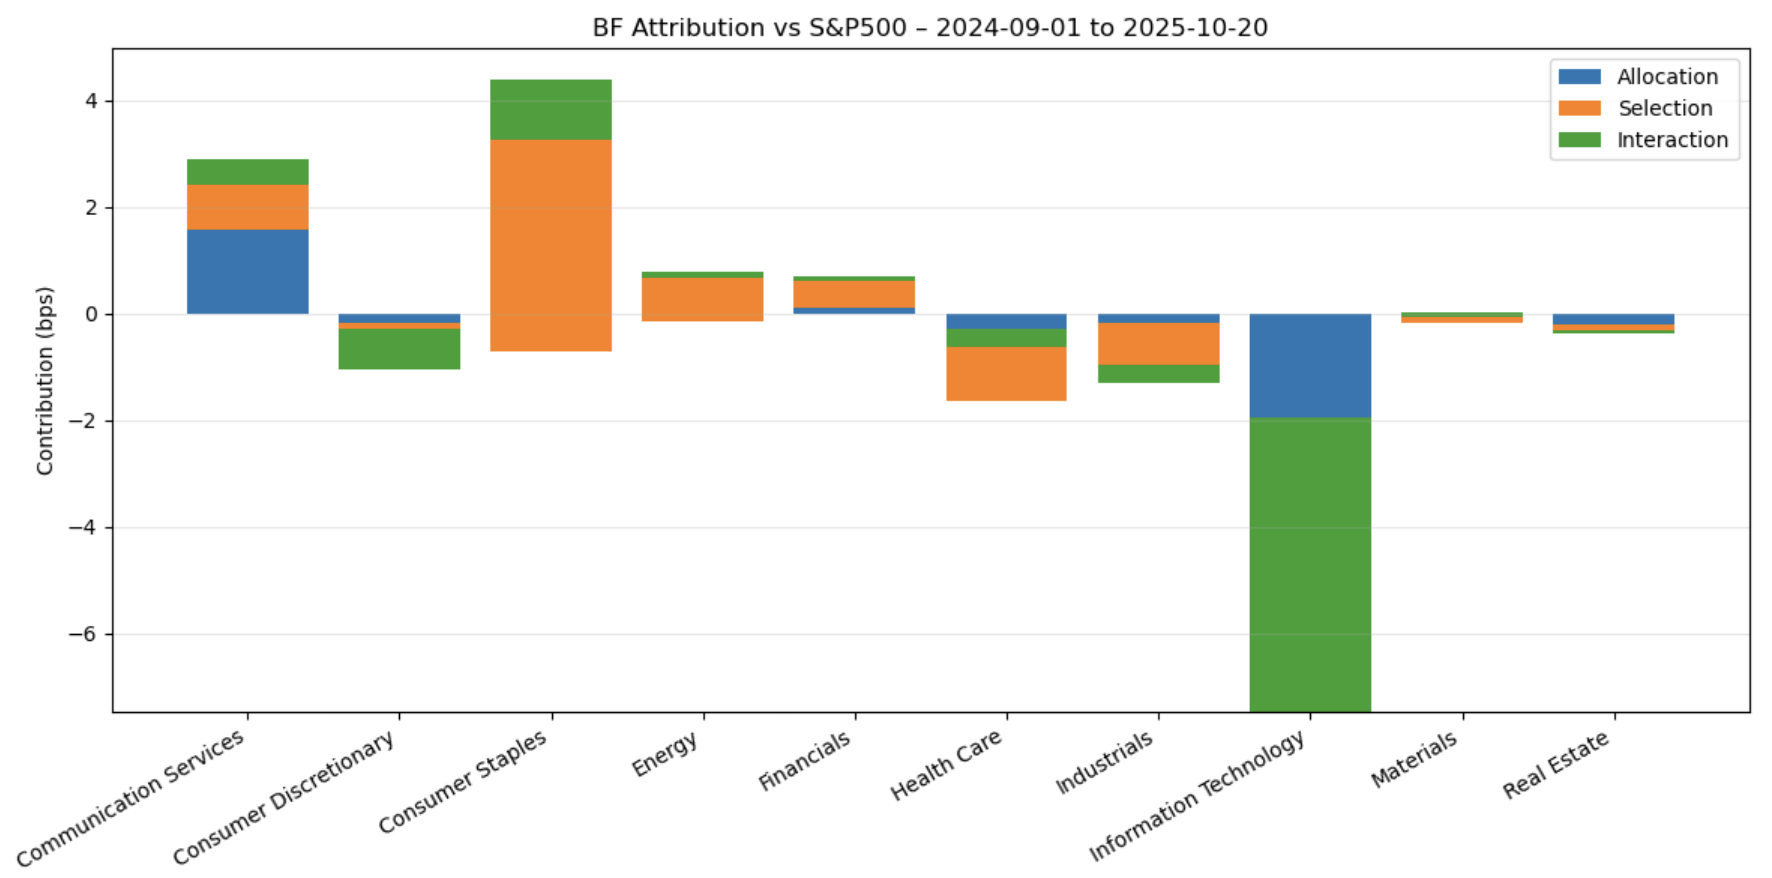 BF Attribution vs S&P500 – 2024-09-01 to 2025-10-20
Allocation
Selection
Interaction
Contribution (bps)
4
2
0
−2
−4
−6
Communication Services
Consumer Discretionary
Consumer Staples
Energy
Financials
Health Care
Industrials
Information Technology
Materials
Real Estate